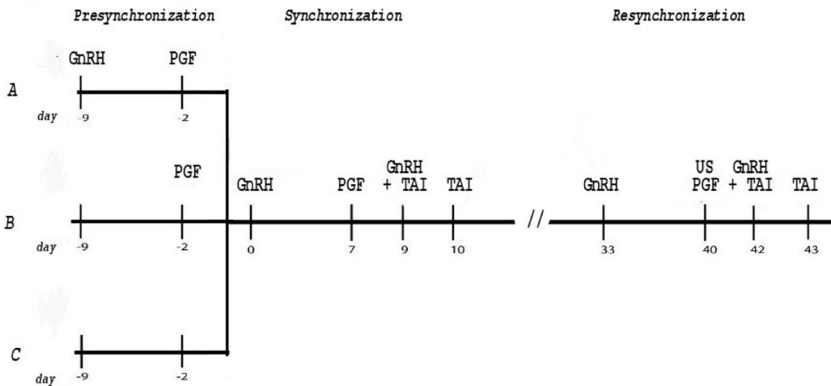 Presynchronization Synchronization Resynchronization
GnRH PGF
A
day -9 -2
PGF GnRH PGF GnRH + TAI TAI GnRH US PGF GnRH + TAI TAI
B
day -9 -2 0 7 9 10 // 33 40 42 43
C
day -9 -2